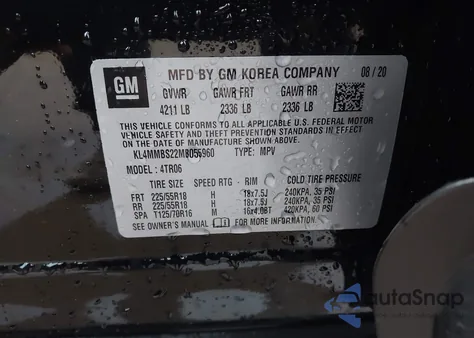 GM
MFD BY GM KOREA COMPANY 08/20
GVWR GAWR FRT GAWR RR
4211 LB 2336 LB 2336 LB
THIS VEHICLE CONFORMS TO ALL APPLICABLE U.S. FEDERAL MOTOR
VEHICLE SAFETY AND THEFT PREVENTION STANDARDS IN EFFECT
ON THE DATE OF MANUFACTURE SHOWN ABOVE.
KL4MMBS22MB055960 TYPE: MPV
MODEL: 4TR06
TIRE SIZE SPEED RTG RIM COLD TIRE PRESSURE
FRT 225/55R18 H 18x7.5J 240KPA, 35 PSI
RR 225/55R18 H 18x7.5J 240KPA, 35 PSI
SPA T125/70R16 M 16x4.0BT 420KPA, 60 PSI
SEE OWNER'S MANUAL FOR MORE INFORMATION.
autaSnap